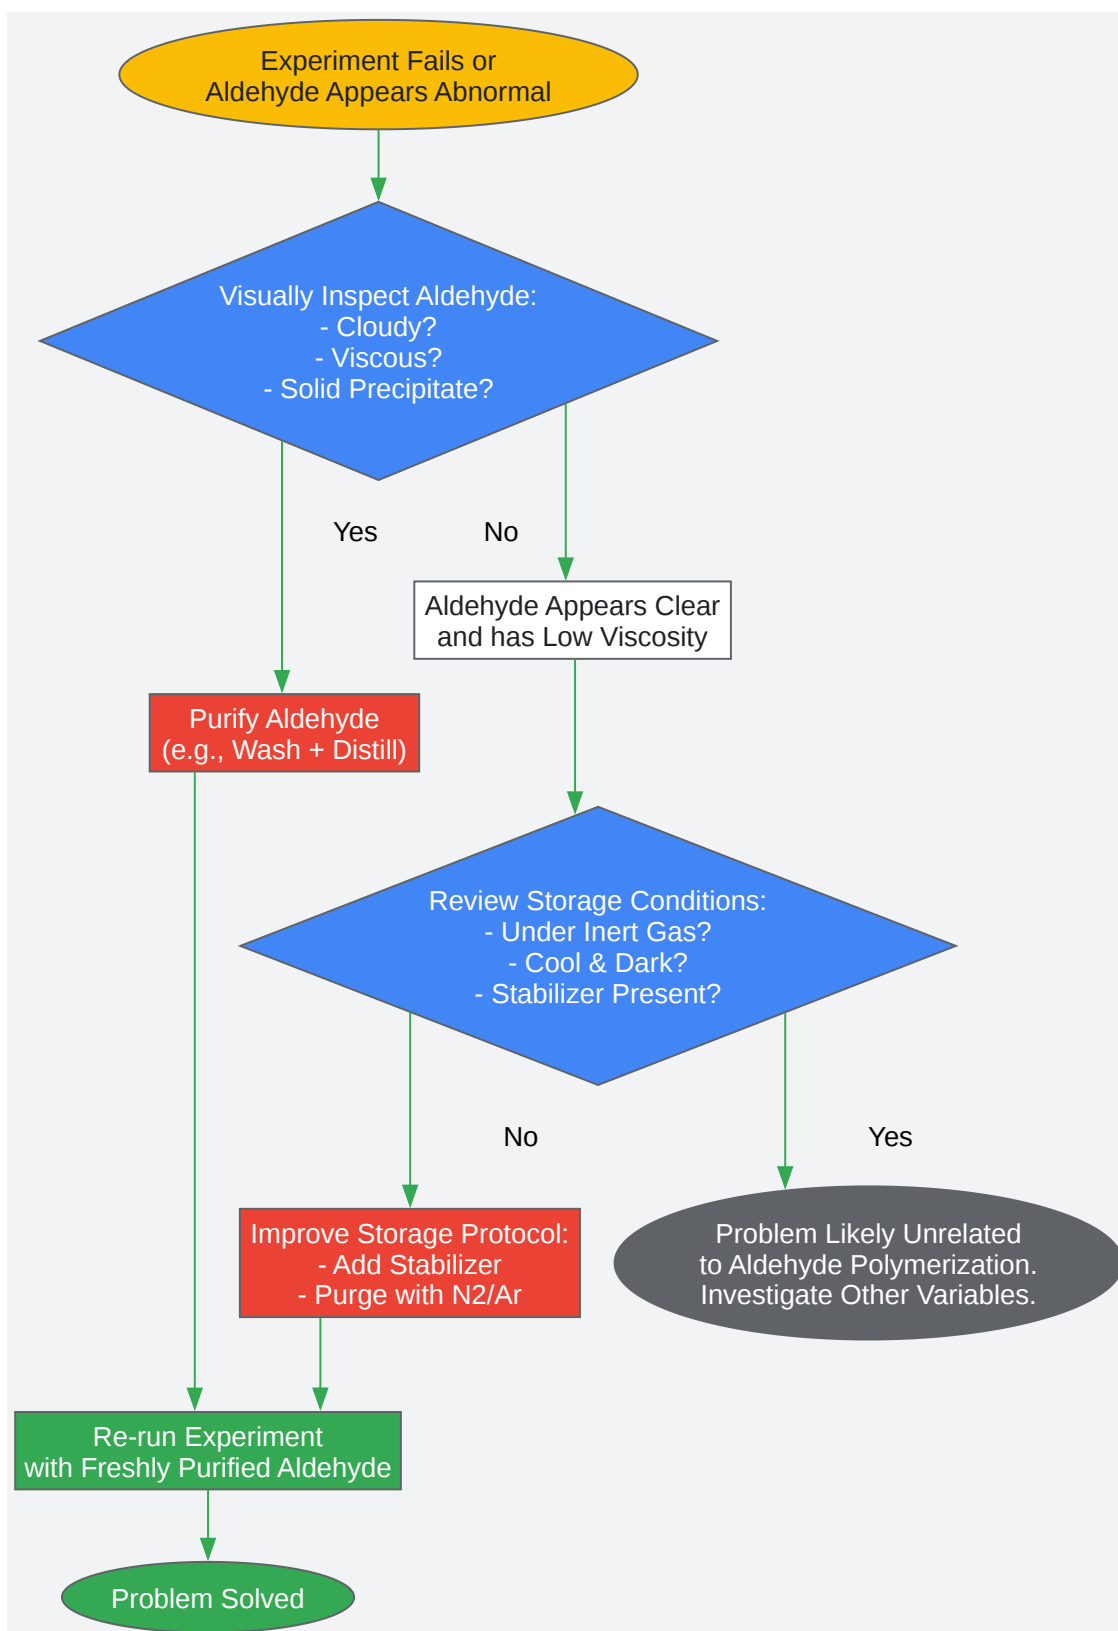 Experiment Fails or
Aldehyde Appears Abnormal
Visually Inspect Aldehyde:
- Cloudy?
- Viscous?
- Solid Precipitate?
Yes
No
Aldehyde Appears Clear
and has Low Viscosity
Purify Aldehyde
(e.g., Wash + Distill)
Review Storage Conditions:
- Under Inert Gas?
- Cool & Dark?
- Stabilizer Present?
No
Yes
Improve Storage Protocol:
- Add Stabilizer
- Purge with N2/Ar
Problem Likely Unrelated
to Aldehyde Polymerization.
Investigate Other Variables.
Re-run Experiment
with Freshly Purified Aldehyde
Problem Solved